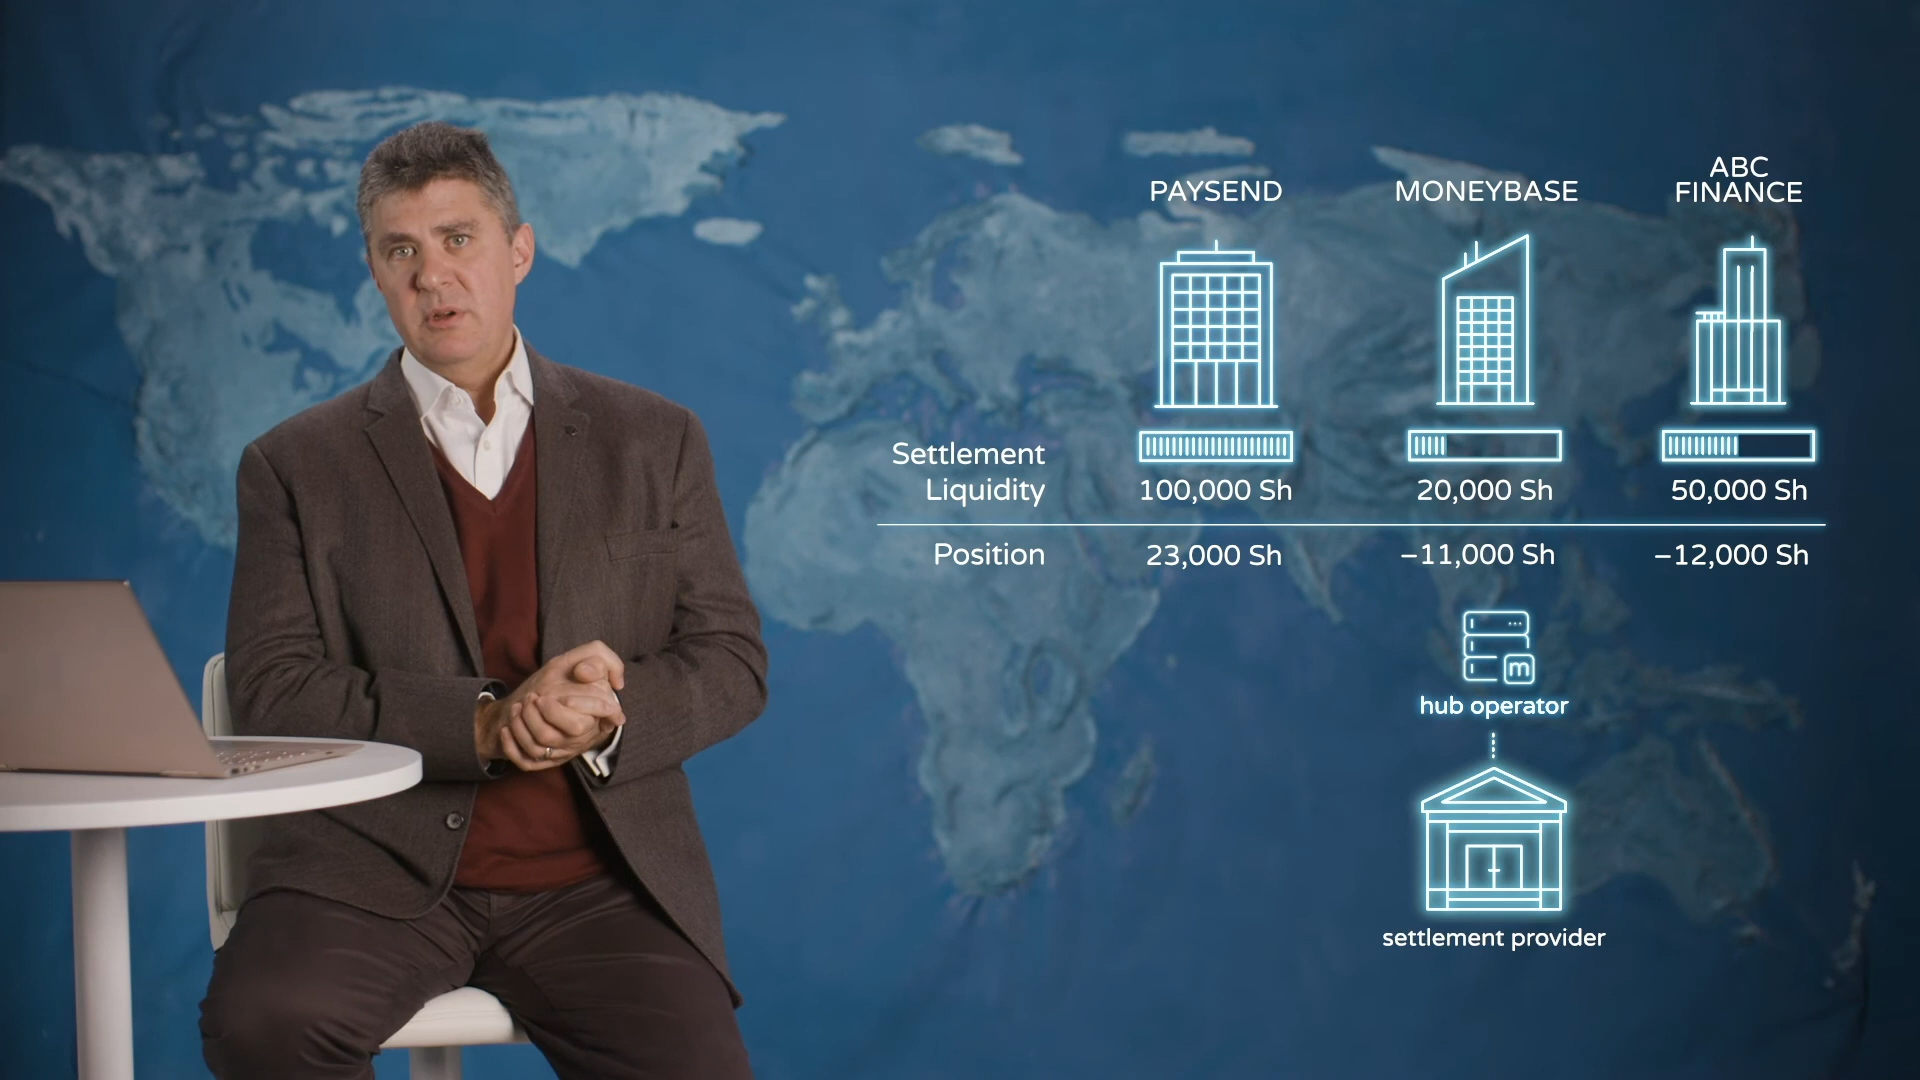 PAYSEND
MONEYBASE
ABC
FINANCE
Settlement
Liquidity
100,000 Sh
20,000 Sh
50,000 Sh
Position
23,000 Sh
–11,000 Sh
–12,000 Sh
m
hub operator
settlement provider